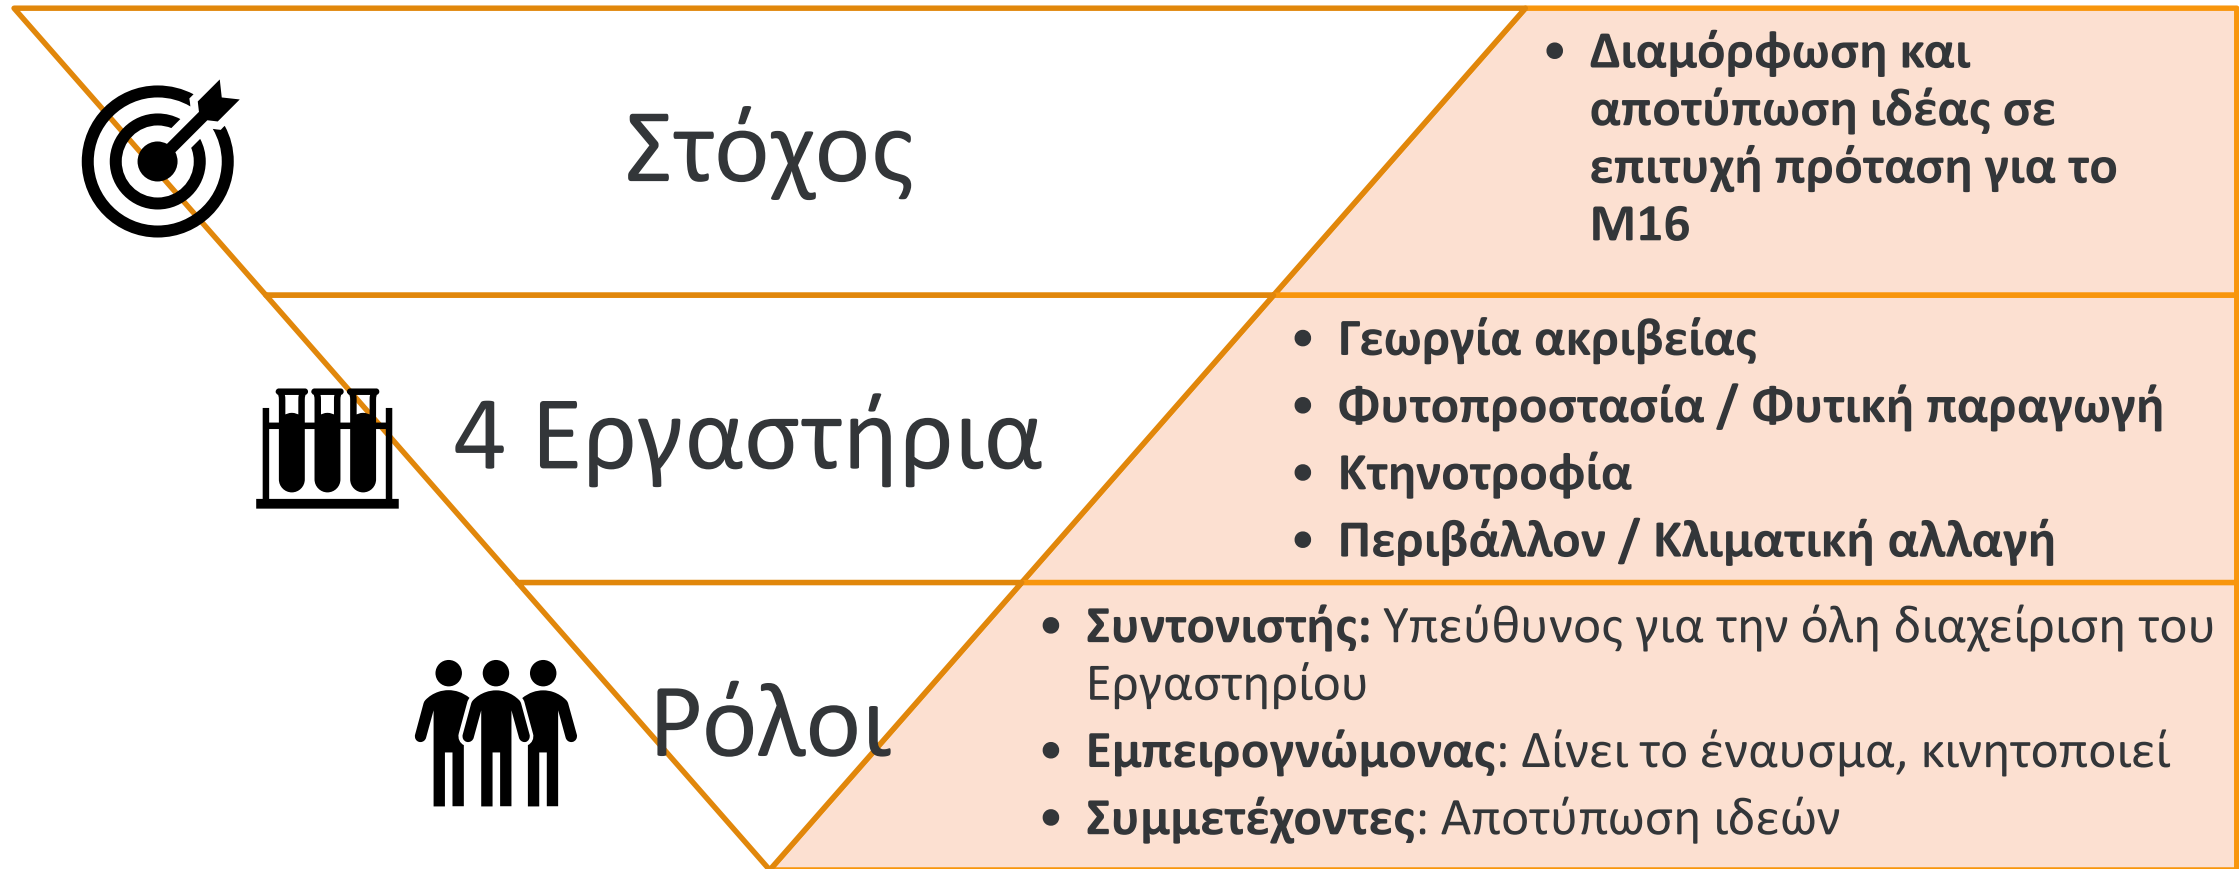 Στόχος
• Διαμόρφωση και
αποτύπωση ιδέας σε
επιτυχή πρόταση για το
Μ16
4 Εργαστήρια
• Γεωργία ακριβείας
• Φυτοπροστασία / Φυτική παραγωγή
• Κτηνοτροφία
• Περιβάλλον / Κλιματική αλλαγή
Ρόλοι
• Συντονιστής: Υπεύθυνος για την όλη διαχείριση του
Εργαστηρίου
• Εμπειρογνώμονας: Δίνει το έναυσμα, κινητοποιεί
• Συμμετέχοντες: Αποτύπωση ιδεών